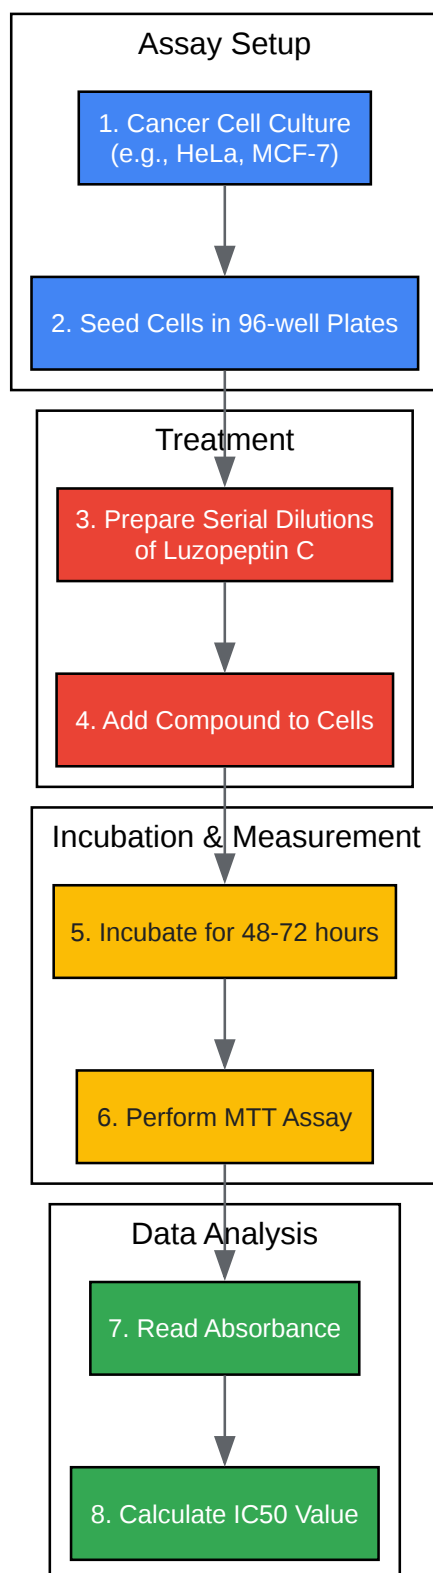 Assay Setup
1. Cancer Cell Culture
(e.g., HeLa, MCF-7)
2. Seed Cells in 96-well Plates
Treatment
3. Prepare Serial Dilutions
of Luzopeptin C
4. Add Compound to Cells
Incubation & Measurement
5. Incubate for 48-72 hours
6. Perform MTT Assay
Data Analysis
7. Read Absorbance
8. Calculate IC50 Value